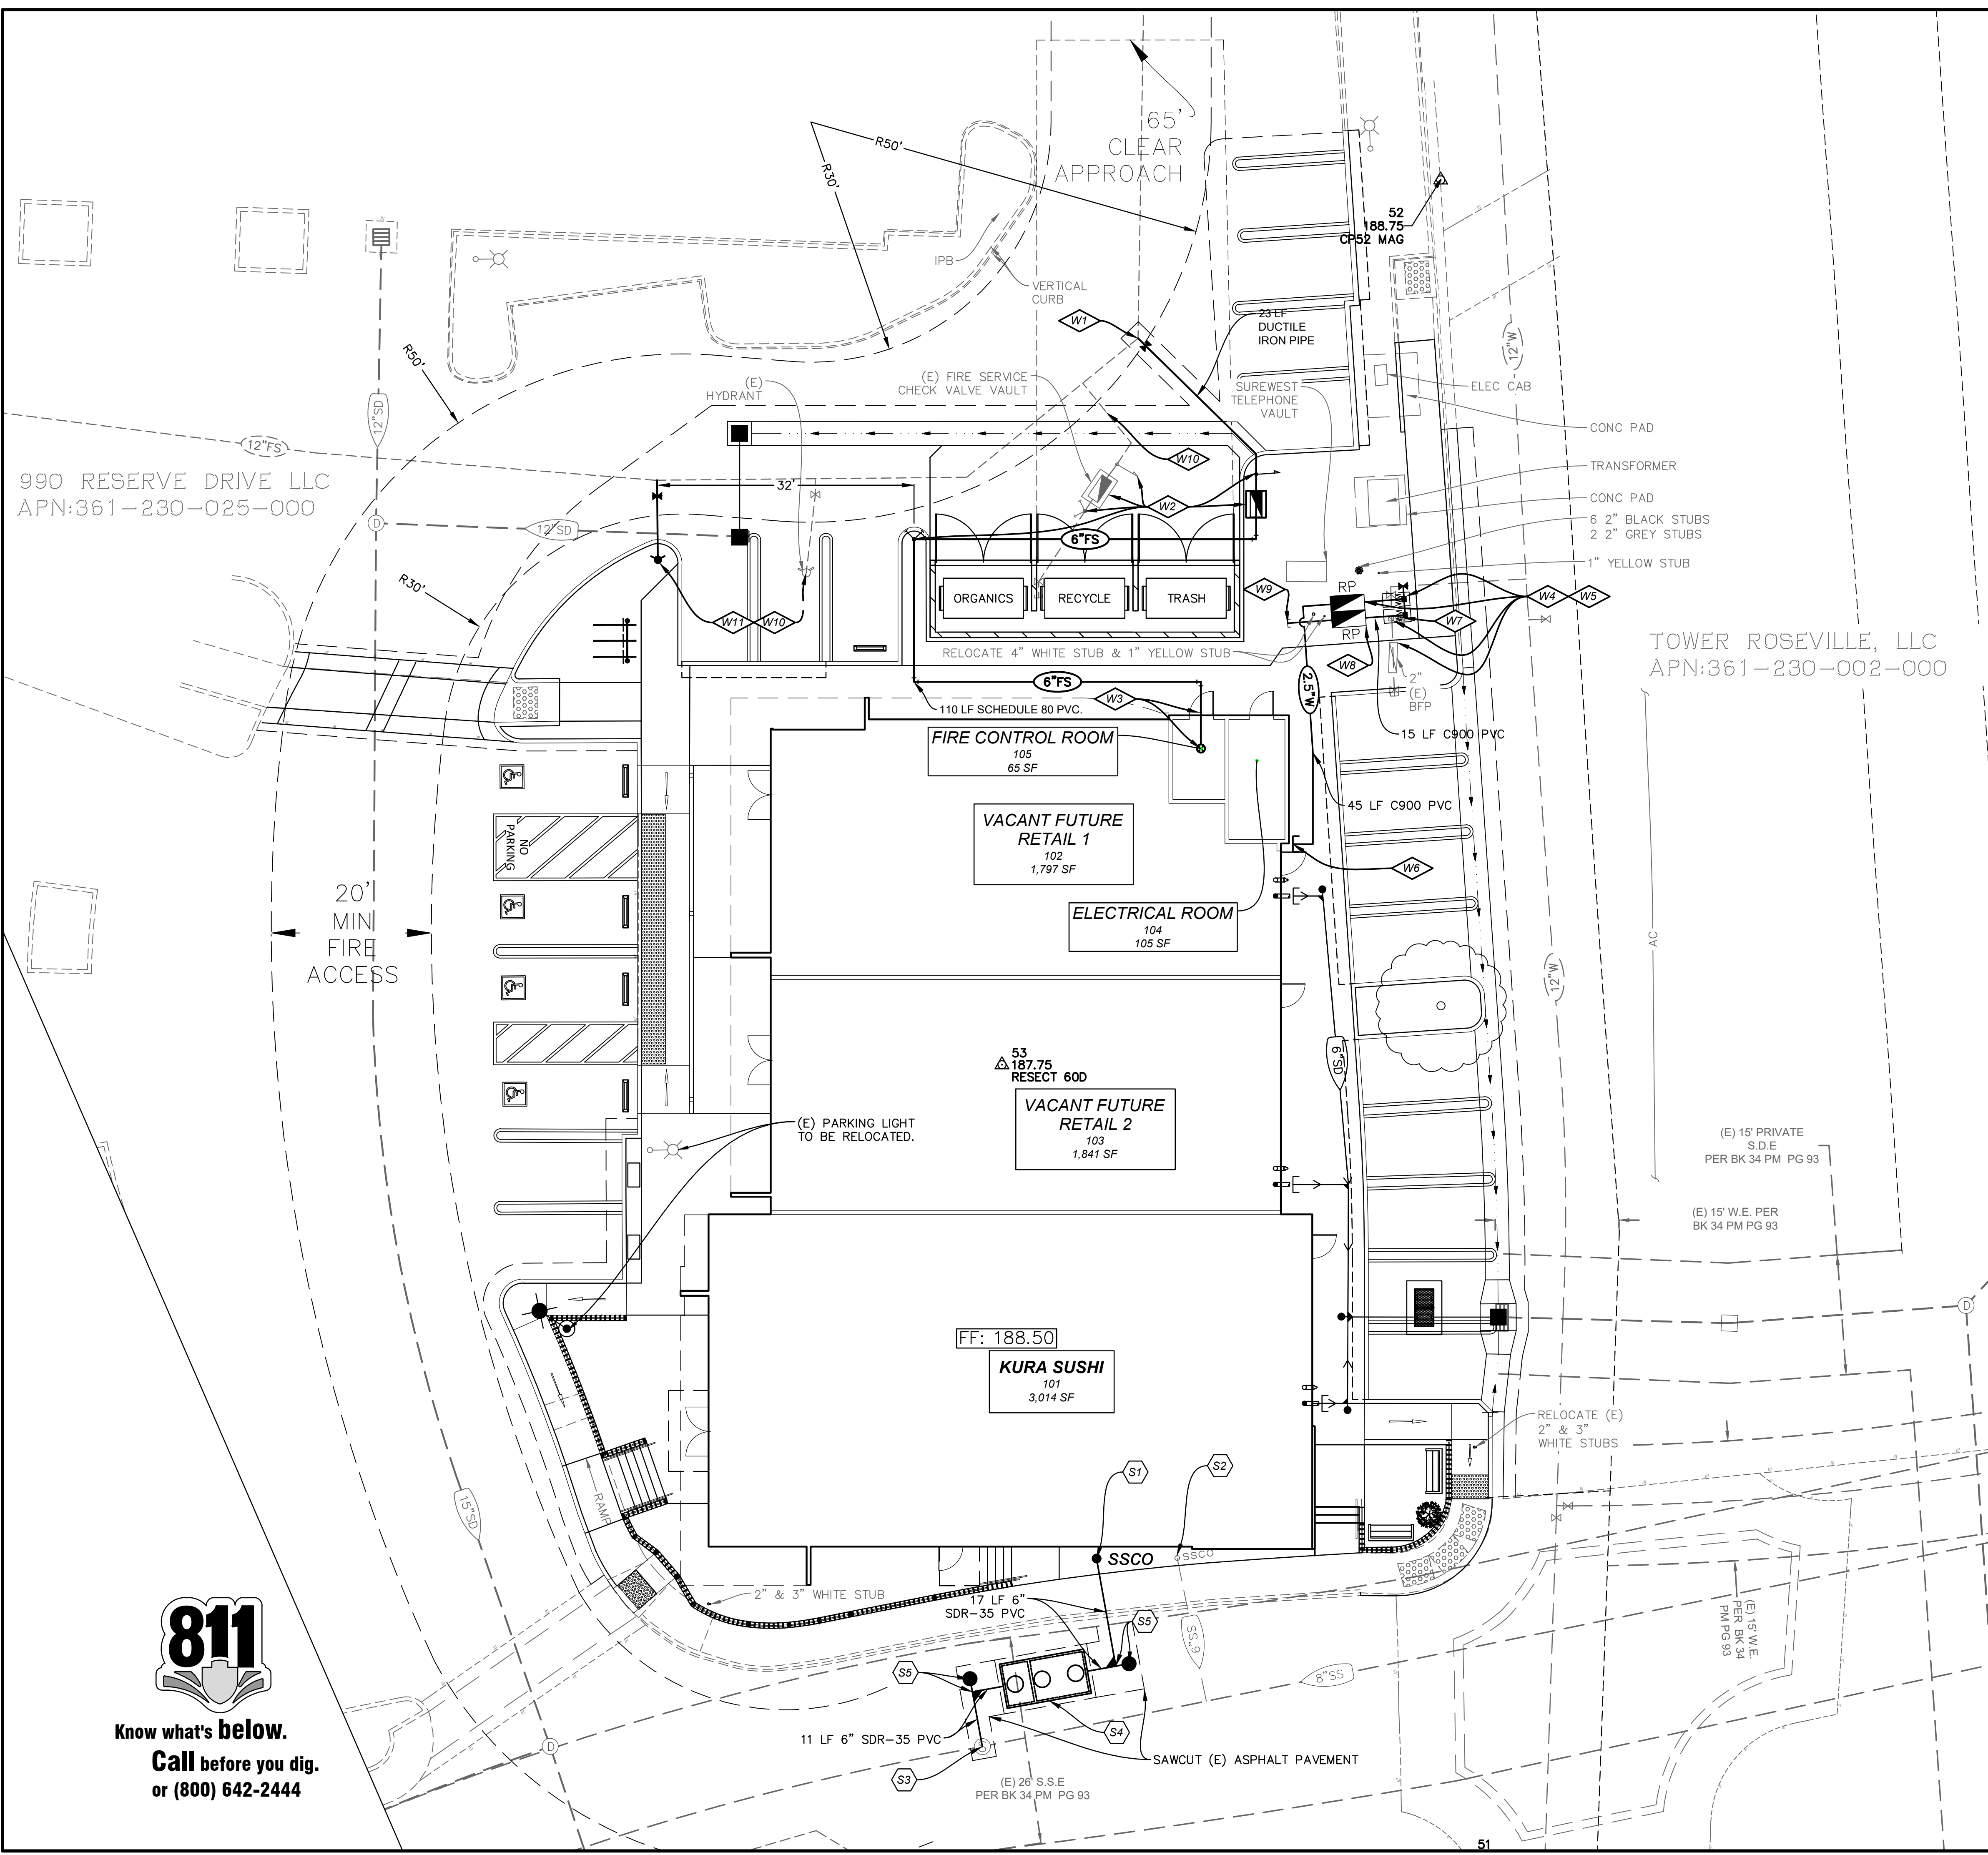 65'
CLEAR
APPROACH
R50'
R30'
52
188.75
CP52 MAG
IPB
VERTICAL
CURB
W1
23 LF
DUCTILE
IRON PIPE
12"W
R50'
(E)
HYDRANT
(E) FIRE SERVICE
CHECK VALVE VAULT
SUREWEST
TELEPHONE
VAULT
ELEC CAB
CONC PAD
TRANSFORMER
CONC PAD
6 2" BLACK STUBS
2 2" GREY STUBS
1" YELLOW STUB
12"SD
12"FS
990 RESERVE DRIVE LLC
APN:361-230-025-000
12"SD
D
32'
W10
W2
6"FS
ORGANICS
RECYCLE
TRASH
W9
RP
RP
W4
W5
W7
W8
R30'
W11
W10
RELOCATE 4" WHITE STUB & 1" YELLOW STUB
2"
(E)
BFP
TOWER ROSEVILLE, LLC
APN:361-230-002-000
6"FS
2.5"W
W3
110 LF SCHEDULE 80 PVC.
15 LF C900 PVC
FIRE CONTROL ROOM
105
65 SF
45 LF C900 PVC
VACANT FUTURE
RETAIL 1
102
1,797 SF
W6
ELECTRICAL ROOM
104
105 SF
NO
PARKING
20'
MIN
FIRE
ACCESS
AC
12"W
6"SD
53
187.75
RESECT 60D
VACANT FUTURE
RETAIL 2
103
1,841 SF
(E) PARKING LIGHT
TO BE RELOCATED.
(E) 15' PRIVATE
S.D.E
PER BK 34 PM PG 93
(E) 15' W.E. PER
BK 34 PM PG 93
D
FF: 188.50
KURA SUSHI
101
3,014 SF
RELOCATE (E)
2" & 3"
WHITE STUBS
RAMP
15"SD
S1
S2
SSCO
SSCO
2" & 3" WHITE STUB
17 LF 6"
SDR-35 PVC
S5
6"SS
8"SS
(E) 15' W.E.
PER BK 34
PM PG 93
S5
S4
11 LF 6" SDR-35 PVC
D
S
S3
SAWCUT (E) ASPHALT PAVEMENT
(E) 26' S.S.E
PER BK 34 PM PG 93
51
811
Know what's below.
Call before you dig.
or (800) 642-2444